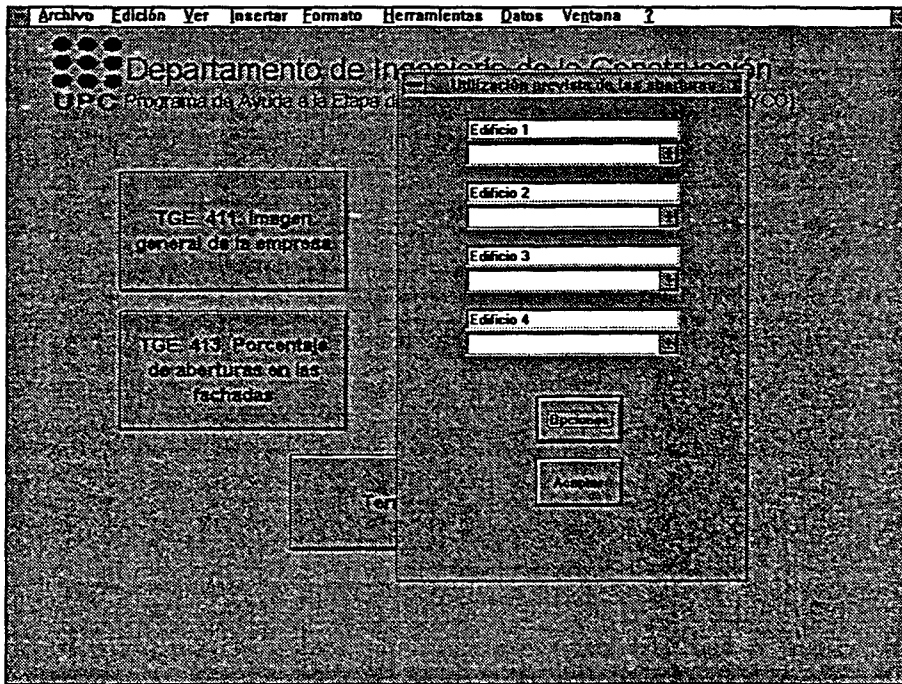 Archivo Edición Ver Insertar Formato Herramientas Datos Ventana ?
Departamento de Ingeniería de la Construcción
UPC Programa de Ayuda a la Etapa d
Utilización prevista de las aberturas
Edificio 1
Edificio 2
Edificio 3
Edificio 4
TGE: 411: Imagen
general de la empresa
TGE: 413: Porcentaje
de aberturas en las
fachadas
Opciones
Aceptar
Ter